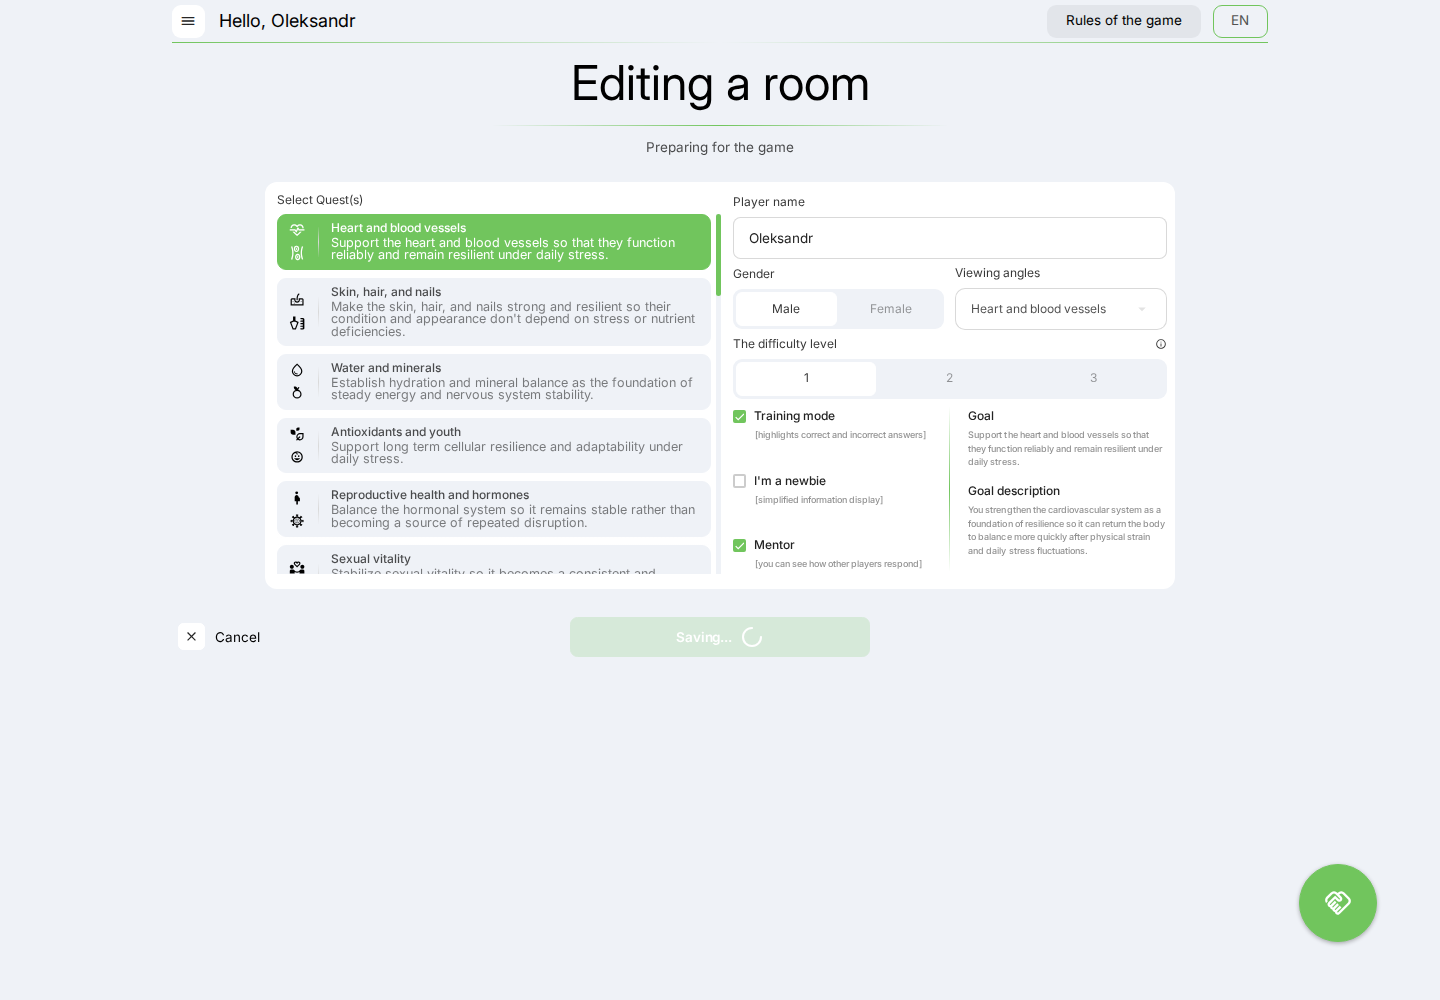 Hello, Oleksandr
Rules of the game
EN
Editing a room
Preparing for the game
Select Quest(s)
Heart and blood vessels
Support the heart and blood vessels so that they function
reliably and remain resilient under daily stress.
Skin, hair, and nails
Make the skin, hair, and nails strong and resilient so their
condition and appearance don't depend on stress or nutrient
deficiencies.
Water and minerals
Establish hydration and mineral balance as the foundation of
steady energy and nervous system stability.
Antioxidants and youth
Support long term cellular resilience and adaptability under
daily stress.
Reproductive health and hormones
Balance the hormonal system so it remains stable rather than
becoming a source of repeated disruption.
Sexual vitality
Stabilize sexual vitality so it becomes a consistent and
Player name
Oleksandr
Gender
Viewing angles
Male
Female
Heart and blood vessels
The difficulty level
1
2
3
Training mode
[highlights correct and incorrect answers]
I'm a newbie
[simplified information display]
Mentor
[you can see how other players respond]
Goal
Support the heart and blood vessels so that
they function reliably and remain resilient under
daily stress.
Goal description
You strengthen the cardiovascular system as a
foundation of resilience so it can return the body
to balance more quickly after physical strain
and daily stress fluctuations.
Cancel
Saving...